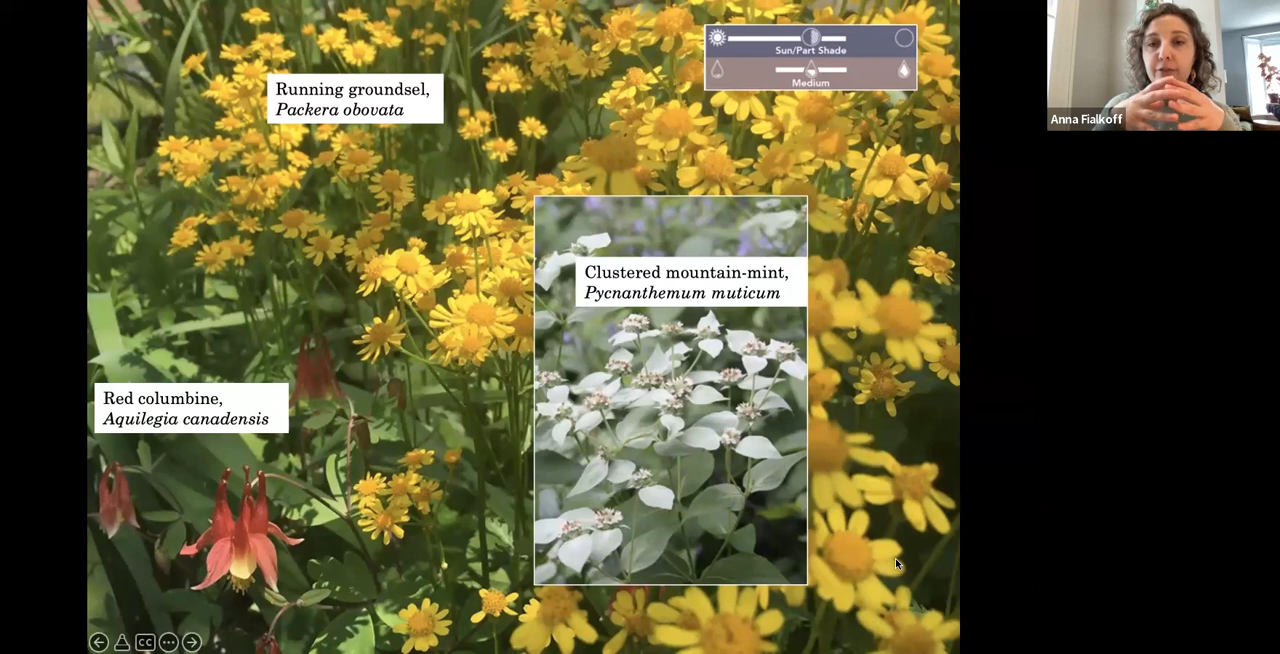 Sun/Part Shade
Medium
Running groundsel,
Packera obovata
Anna Fialkoff
Clustered mountain-mint,
Pycnanthemum muticum
Red columbine,
Aquilegia canadensis
CC